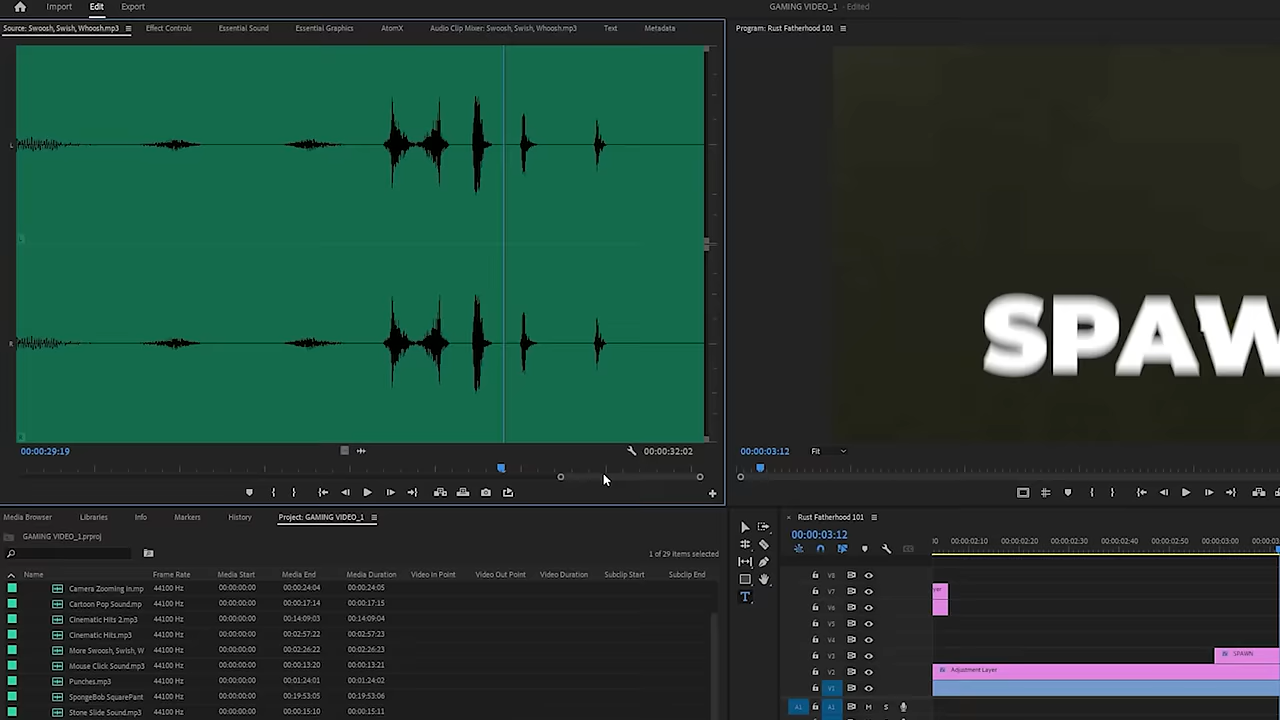 Import Edit Export GAMING VIDEO_1 - Edited
Source: Swoosh, Swish, Whoosh.mp3 Effect Controls Essential Sound Essential Graphics AtomX Audio Clip Mixer: Swoosh, Swish, Whoosh.mp3 Text Metadata Program: Rust Fatherhood 101
L
L
SPAW
R
R
00:00:29:19 00:00:32:02 00:00:03:12 Fit
Media Browser Libraries Info Markers History Project: GAMING VIDEO_1 Rust Fatherhood 101
GAMING VIDEO_1.prproj 00:00:03:12
1 of 29 items selected
00:00:02:10 00:00:02:20 00:00:02:30 00:00:02:40 00:00:02:50 00:00:03:00
Name Frame Rate Media Start Media End Media Duration Video In Point Video Out Point Video Duration Subclip Start Subclip End
Camera Zooming in.mp 44100 Hz 00:00:00:00 00:00:24:04 00:00:24:05
Cartoon Pop Sound.mp 44100 Hz 00:00:00:00 00:00:17:14 00:00:17:15
Cinematic Hits 2.mp3 44100 Hz 00:00:00:00 00:14:09:03 00:14:09:04
Cinematic Hits.mp3 44100 Hz 00:00:00:00 00:02:57:22 00:02:57:23
More Swoosh, Swish, W 44100 Hz 00:00:00:00 00:02:26:22 00:02:26:23
Mouse Click Sound.mp3 44100 Hz 00:00:00:00 00:00:13:20 00:00:13:21
Punches.mp3 44100 Hz 00:00:00:00 00:01:24:01 00:01:24:02
SpongeBob SquarePant 44100 Hz 00:00:00:00 00:19:53:05 00:19:53:06
Stone Slide Sound.mp3 44100 Hz 00:00:00:00 00:00:15:10 00:00:15:11
V8
V7
V6
V5
V4
V3 SPAWN
V2 Adjustment Layer
V1
A1 A1 M S